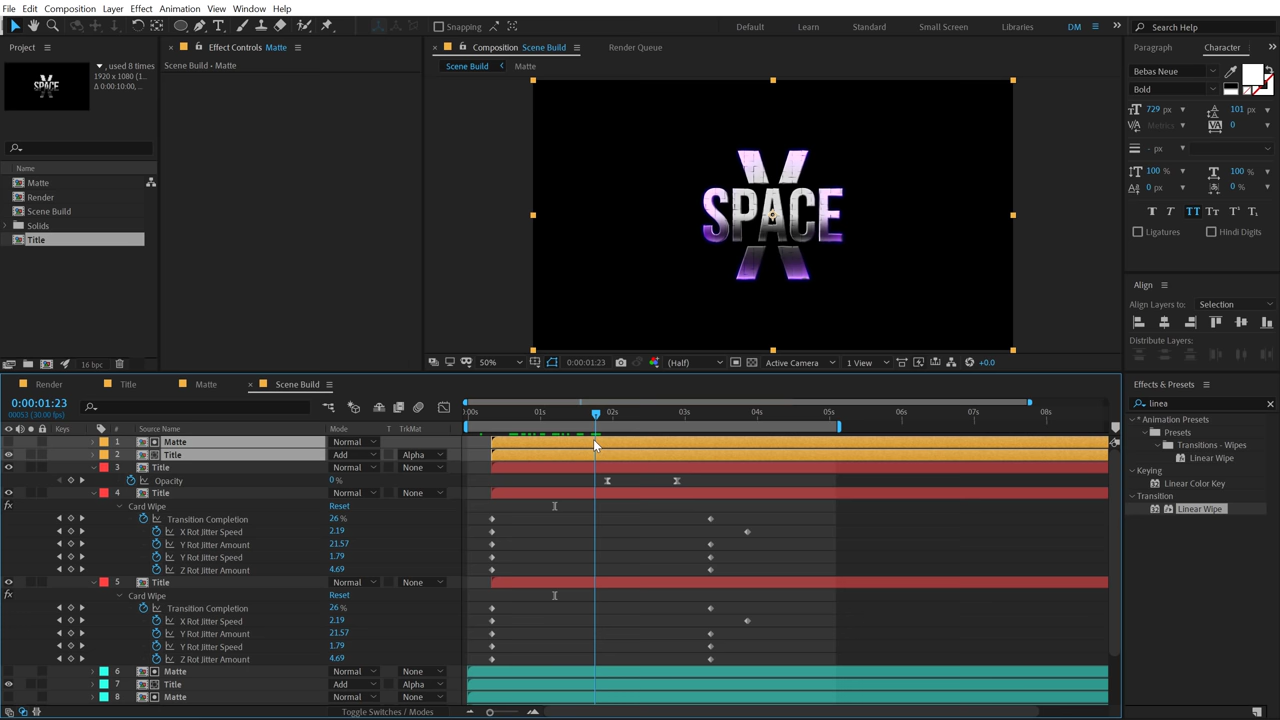 File Edit Composition Layer Effect Animation View Window Help
Snapping
Default Learn Standard Small Screen Libraries DM
Search Help
Project
Effect Controls Matte
Composition Scene Build
Render Queue
Paragraph Character
, used 8 times
1920 x 1080 (1...
Δ 0:00:10:00, ...
Scene Build • Matte
Scene Build
Matte
Bebas Neue
Bold
729 px
101 px
Metrics
0
- px
100 %
100 %
0 px
0 %
Ligatures
Hindi Digits
Align
Align Layers to:
Selection
Distribute Layers:
Name
Matte
Render
Scene Build
Solids
Title
X
SPACE
16 bpc
50%
0:00:01:23
(Half)
Active Camera
1 View
+0.0
Render
Title
Matte
Scene Build
0:00:01:23
00053 (30.00 fps)
Keys
#
Source Name
Mode
T
TrkMat
:00s
01s
02s
03s
04s
05s
06s
07s
08s
1 Matte Normal
2 Title Add Alpha
3 Title Normal None
Opacity 0 %
4 Title Normal None
Card Wipe Reset
Transition Completion 26 %
X Rot Jitter Speed 2.19
Y Rot Jitter Amount 21.57
Y Rot Jitter Speed 1.79
Z Rot Jitter Amount 4.69
5 Title Normal None
Card Wipe Reset
Transition Completion 26 %
X Rot Jitter Speed 2.19
Y Rot Jitter Amount 21.57
Y Rot Jitter Speed 1.79
Z Rot Jitter Amount 4.69
6 Matte Normal None
7 Title Add Alpha
8 Matte Normal None
Toggle Switches / Modes
Effects & Presets
linea
* Animation Presets
Presets
Transitions - Wipes
Linear Wipe
Keying
Linear Color Key
Transition
Linear Wipe